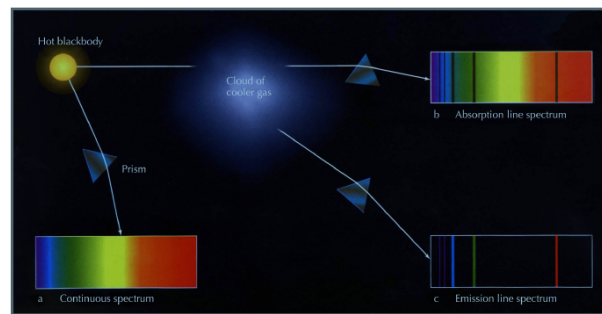 Hot blackbody
Cloud of
cooler gas
Prism
b Absorption line spectrum
a Continuous spectrum
c Emission line spectrum